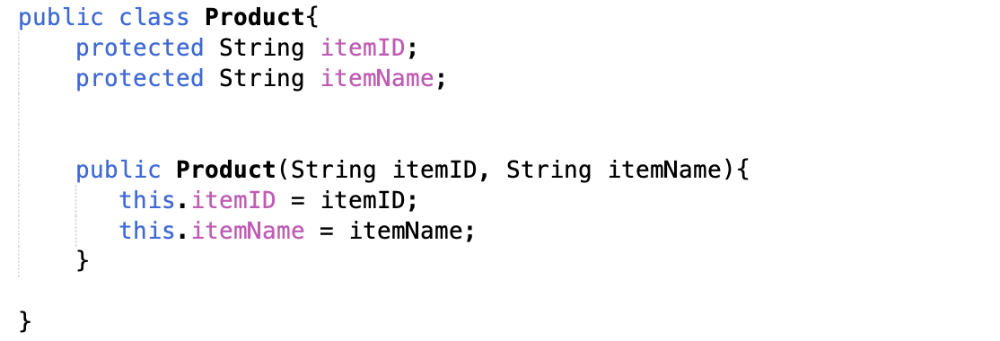 public class Product{
    protected String itemID;
    protected String itemName;
    public Product(String itemID, String itemName){
       this.itemID = itemID;
       this.itemName = itemName;
    }
}